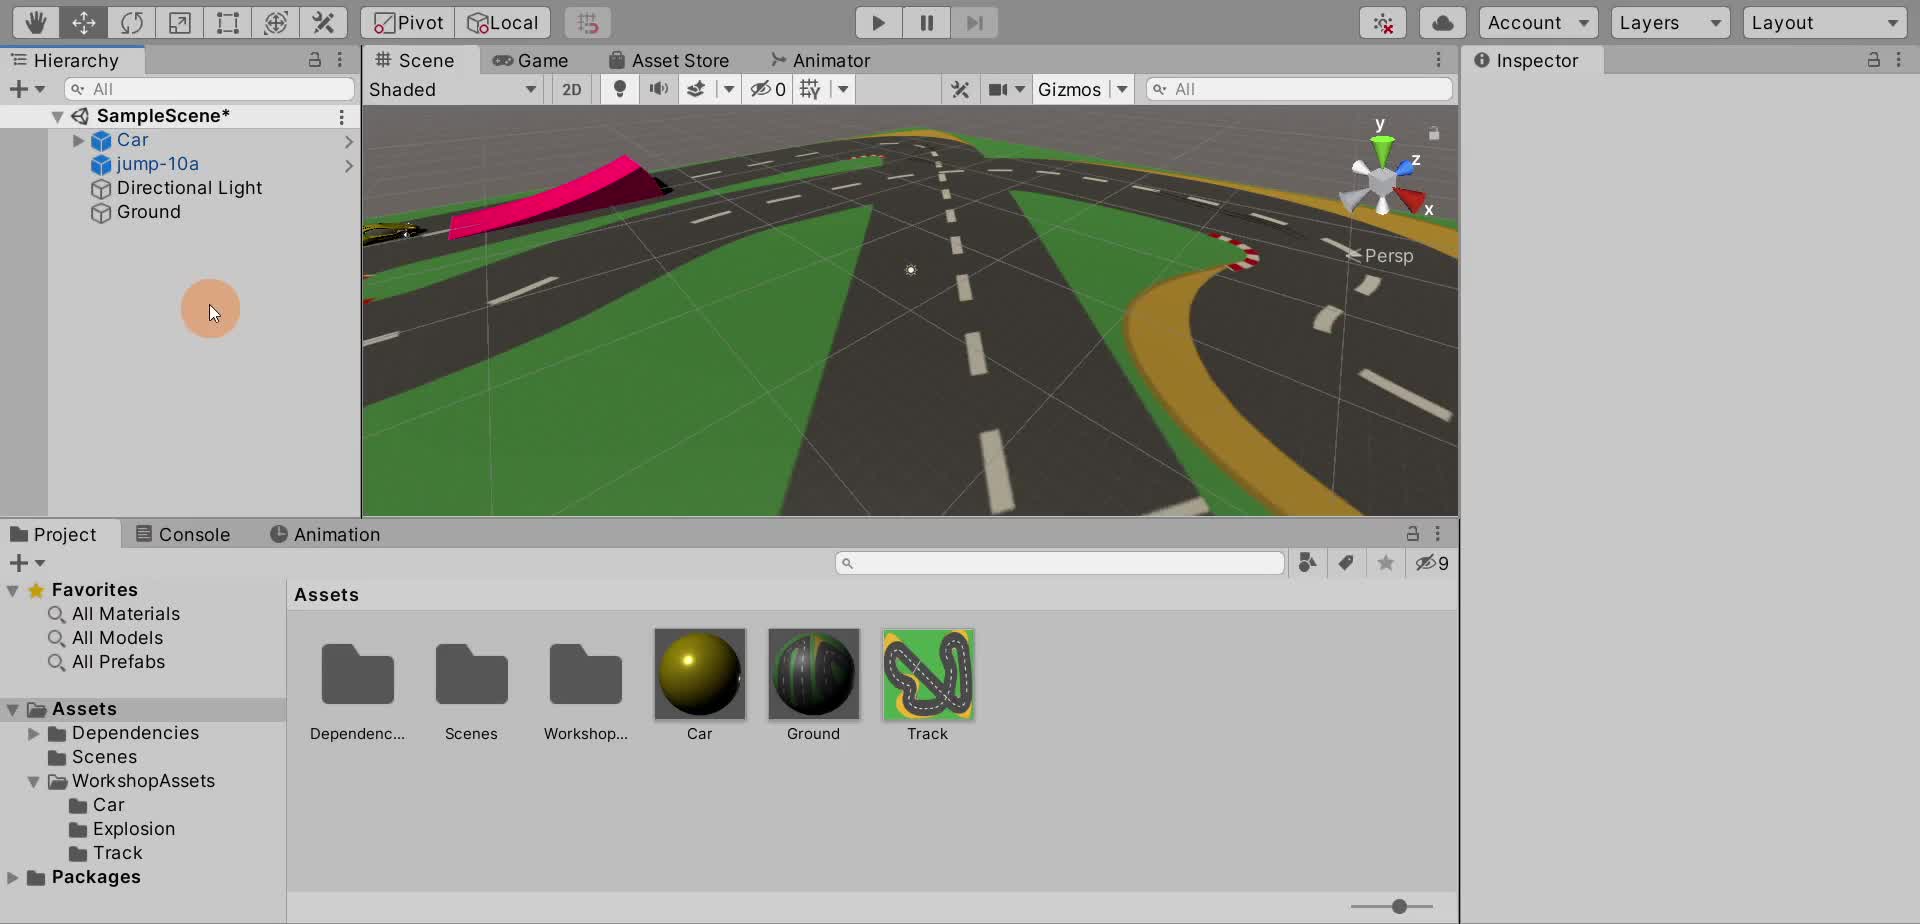 Pivot Local Account Layers Layout
Hierarchy
All
SampleScene*
Car
jump-10a
Directional Light
Ground
Scene Game Asset Store Animator
Shaded 2D 0 Gizmos All
y
z
x
Persp
Inspector
Project Console Animation
9
Favorites
All Materials
All Models
All Prefabs
Assets
Dependencies
Scenes
WorkshopAssets
Car
Explosion
Track
Packages
Assets
Dependenc... Scenes Workshop... Car Ground Track